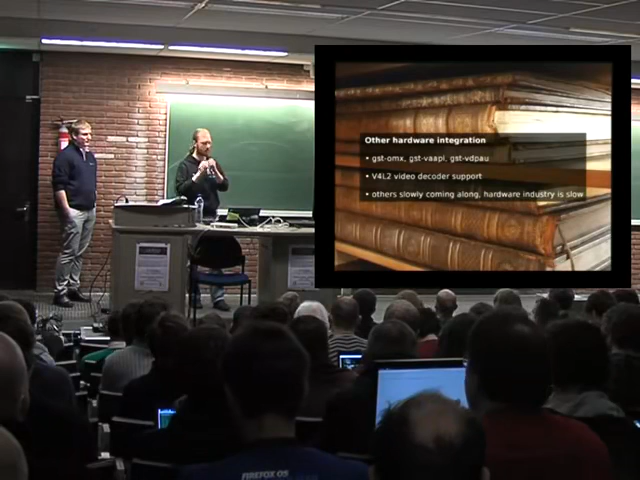 Other hardware integration
• gst-omx, gst-vaapi, gst-vdpau
• V4L2 video decoder support
• others slowly coming along, hardware industry is slow
FIREFOX OS